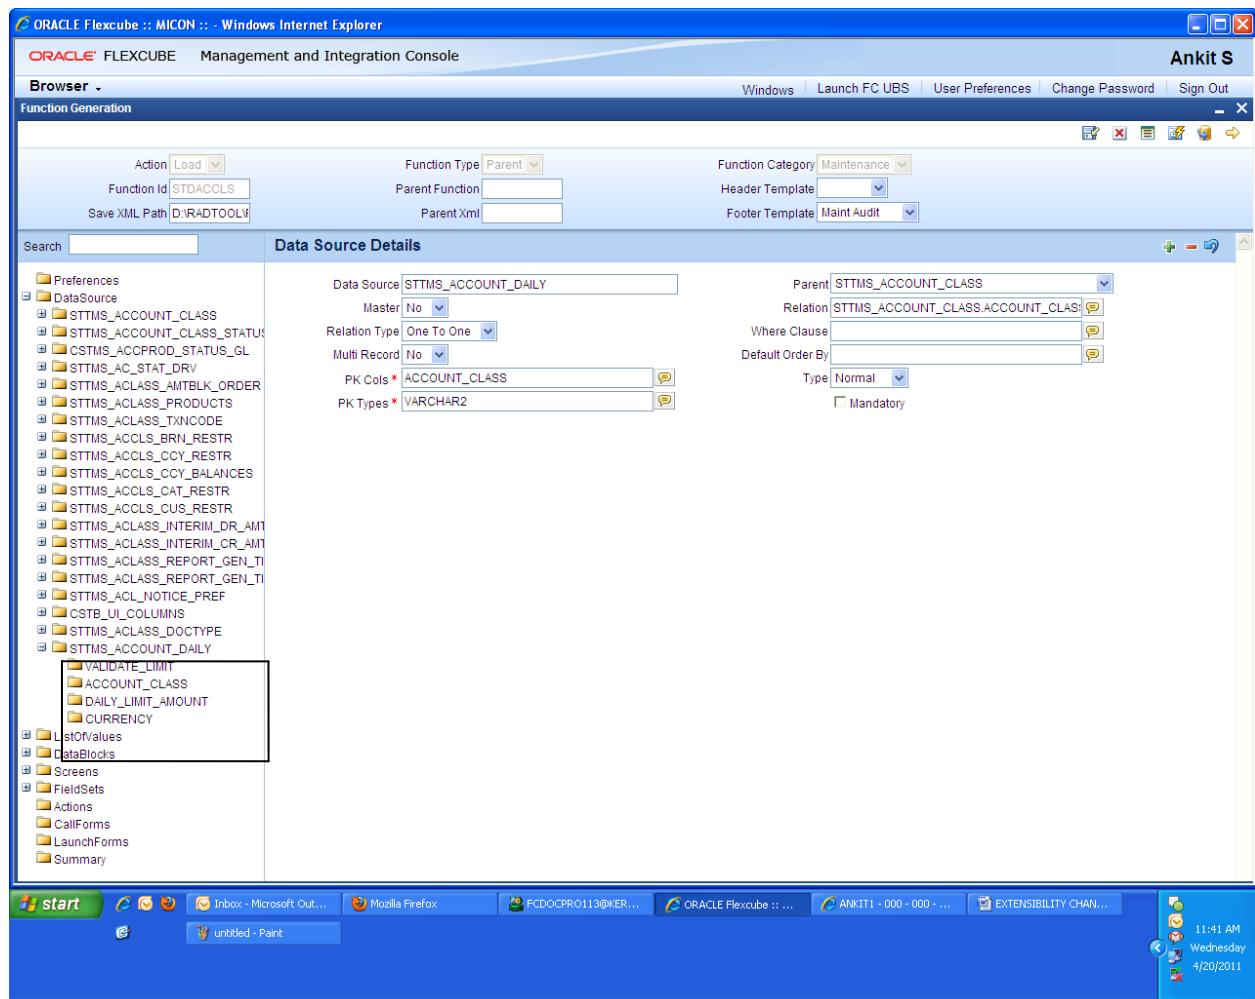 ORACLE Flexcube :: MICON :: - Windows Internet Explorer
ORACLE FLEXCUBE Management and Integration Console Ankit S
Browser Windows Launch FC UBS User Preferences Change Password Sign Out
Function Generation
Action Load Function Type Parent Function Category Maintenance
Function Id STDACCLS Parent Function Header Template
Save XML Path D:\RADTOOL\F Parent Xml Footer Template Maint Audit
Search Data Source Details
Preferences
DataSource
STTMS_ACCOUNT_CLASS
STTMS_ACCOUNT_CLASS_STATUS
CSTMS_ACCPROD_STATUS_GL
STTMS_AC_STAT_DRV
STTMS_ACLASS_AMTBLK_ORDER
STTMS_ACLASS_PRODUCTS
STTMS_ACLASS_TXNCODE
STTMS_ACCLS_BRN_RESTR
STTMS_ACCLS_CCY_RESTR
STTMS_ACCLS_CCY_BALANCES
STTMS_ACCLS_CAT_RESTR
STTMS_ACCLS_CUS_RESTR
STTMS_ACLASS_INTERIM_DR_AMT
STTMS_ACLASS_INTERIM_CR_AMT
STTMS_ACLASS_REPORT_GEN_TI
STTMS_ACLASS_REPORT_GEN_TI
STTMS_ACL_NOTICE_PREF
CSTB_UI_COLUMNS
STTMS_ACLASS_DOCTYPE
STTMS_ACCOUNT_DAILY
VALIDATE_LIMIT
ACCOUNT_CLASS
DAILY_LIMIT_AMOUNT
CURRENCY
ListOfValues
DataBlocks
Screens
FieldSets
Actions
CallForms
LaunchForms
Summary
Data Source STTMS_ACCOUNT_DAILY Parent STTMS_ACCOUNT_CLASS
Master No Relation STTMS_ACCOUNT_CLASS.ACCOUNT_CLAS
Relation Type One To One Where Clause
Multi Record No Default Order By
PK Cols * ACCOUNT_CLASS Type Normal
PK Types * VARCHAR2 Mandatory
start Inbox - Microsoft Out... Mozilla Firefox FCDOCPRO113@KER... ORACLE Flexcube :: ... ANKIT1 - 000 - 000 - ... EXTENSIBILITY CHAN...
untitled - Paint
11:41 AM
Wednesday
4/20/2011